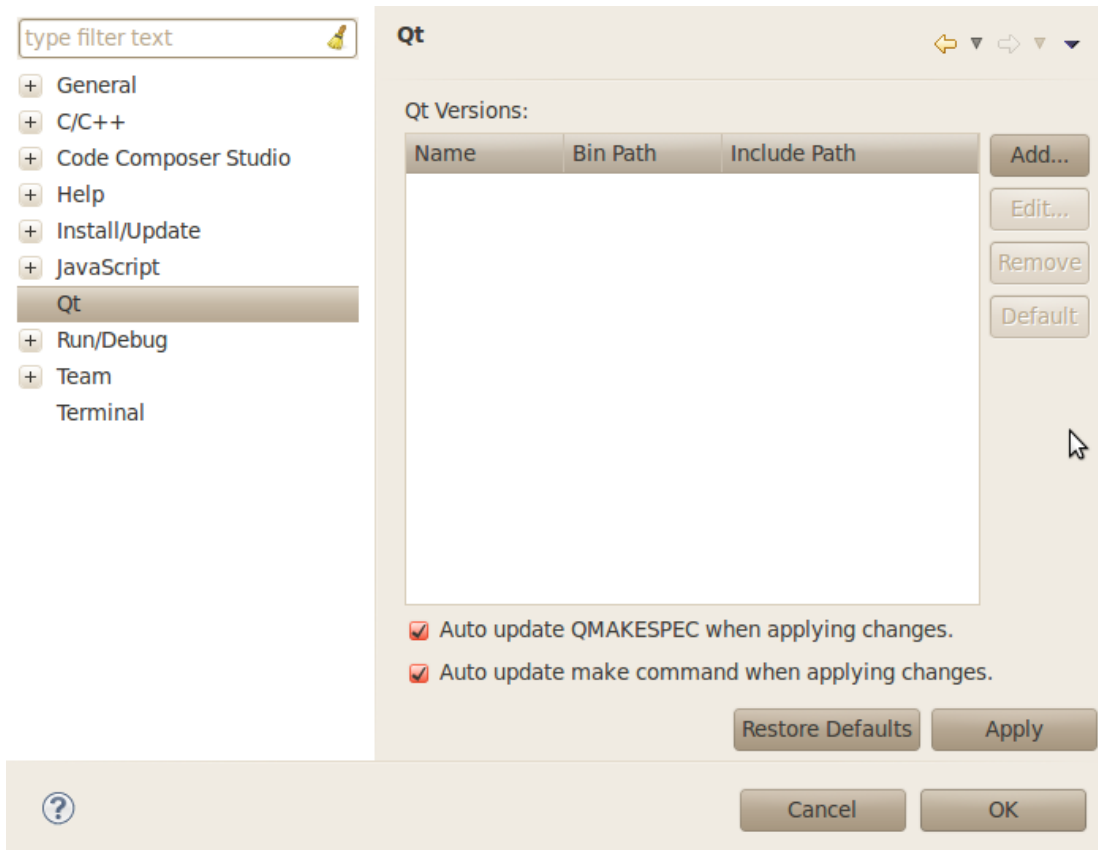 type filter text
General
C/C++
Code Composer Studio
Help
Install/Update
JavaScript
Qt
Run/Debug
Team
Terminal
Qt
Qt Versions:
Name Bin Path Include Path
Add...
Edit...
Remove
Default
Auto update QMAKESPEC when applying changes.
Auto update make command when applying changes.
Restore Defaults Apply
? Cancel OK